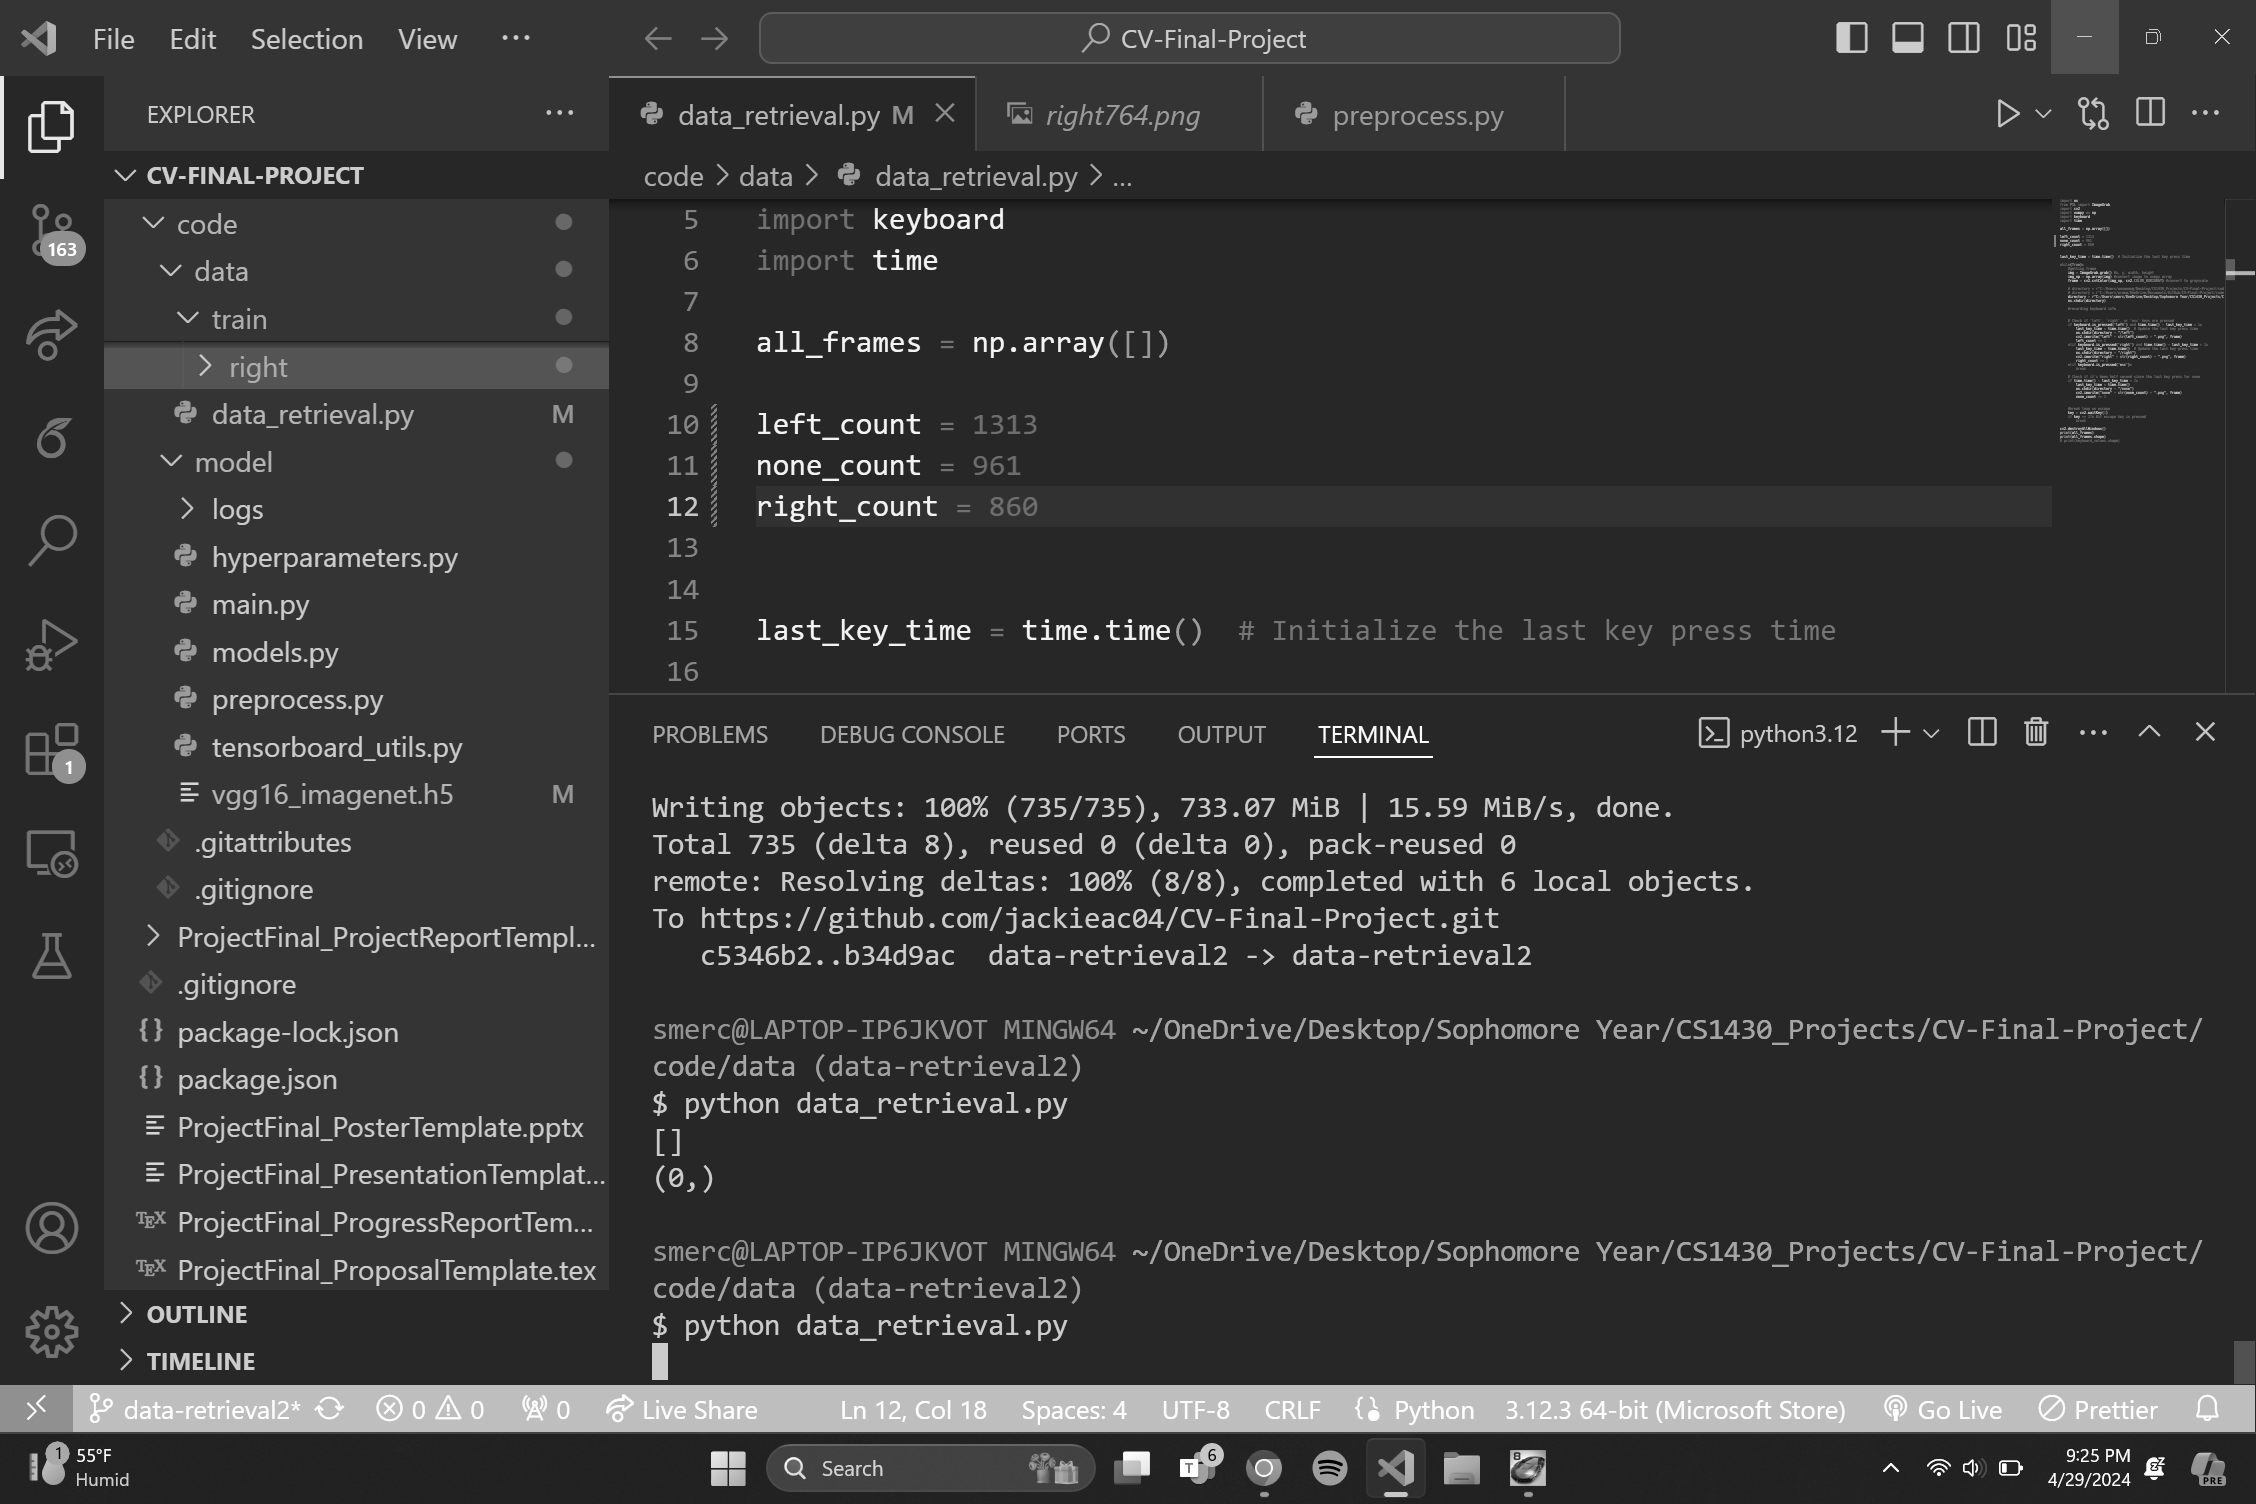 File Edit Selection View ...
CV-Final-Project
EXPLORER
data_retrieval.py M
right764.png
preprocess.py
CV-FINAL-PROJECT
code > data > data_retrieval.py > ...
code
data
train
right
data_retrieval.py M
model
logs
hyperparameters.py
main.py
models.py
preprocess.py
tensorboard_utils.py
vgg16_imagenet.h5 M
.gitattributes
.gitignore
ProjectFinal_ProjectReportTempl...
.gitignore
package-lock.json
package.json
ProjectFinal_PosterTemplate.pptx
ProjectFinal_PresentationTemplat...
TEX ProjectFinal_ProgressReportTem...
TEX ProjectFinal_ProposalTemplate.tex
OUTLINE
TIMELINE
163
1
5 import keyboard
6 import time
7
8 all_frames = np.array([])
9
10 left_count = 1313
11 none_count = 961
12 right_count = 860
13
14
15 last_key_time = time.time()  # Initialize the last key press time
16
PROBLEMS DEBUG CONSOLE PORTS OUTPUT TERMINAL
python3.12
Writing objects: 100% (735/735), 733.07 MiB | 15.59 MiB/s, done.
Total 735 (delta 8), reused 0 (delta 0), pack-reused 0
remote: Resolving deltas: 100% (8/8), completed with 6 local objects.
To https://github.com/jackieac04/CV-Final-Project.git
   c5346b2..b34d9ac  data-retrieval2 -> data-retrieval2
smerc@LAPTOP-IP6JKVOT MINGW64 ~/OneDrive/Desktop/Sophomore Year/CS1430_Projects/CV-Final-Project/
code/data (data-retrieval2)
$ python data_retrieval.py
[]
(0,)
smerc@LAPTOP-IP6JKVOT MINGW64 ~/OneDrive/Desktop/Sophomore Year/CS1430_Projects/CV-Final-Project/
code/data (data-retrieval2)
$ python data_retrieval.py
data-retrieval2* 0 0 0 Live Share Ln 12, Col 18 Spaces: 4 UTF-8 CRLF Python 3.12.3 64-bit (Microsoft Store) Go Live Prettier
1 55°F
Humid
Search
6
9:25 PM
4/29/2024
PRE